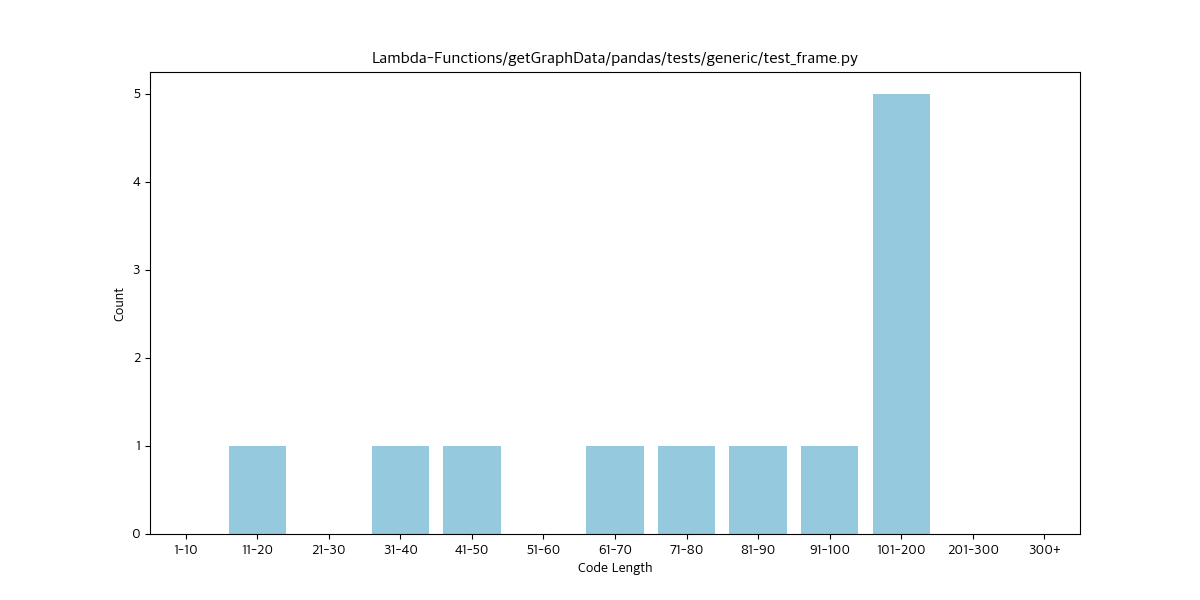 Lambda-Functions/getGraphData/pandas/tests/generic/test_frame.py
5
4
3
2
1
0
Count
1-10 11-20 21-30 31-40 41-50 51-60 61-70 71-80 81-90 91-100 101-200 201-300 300+
Code Length